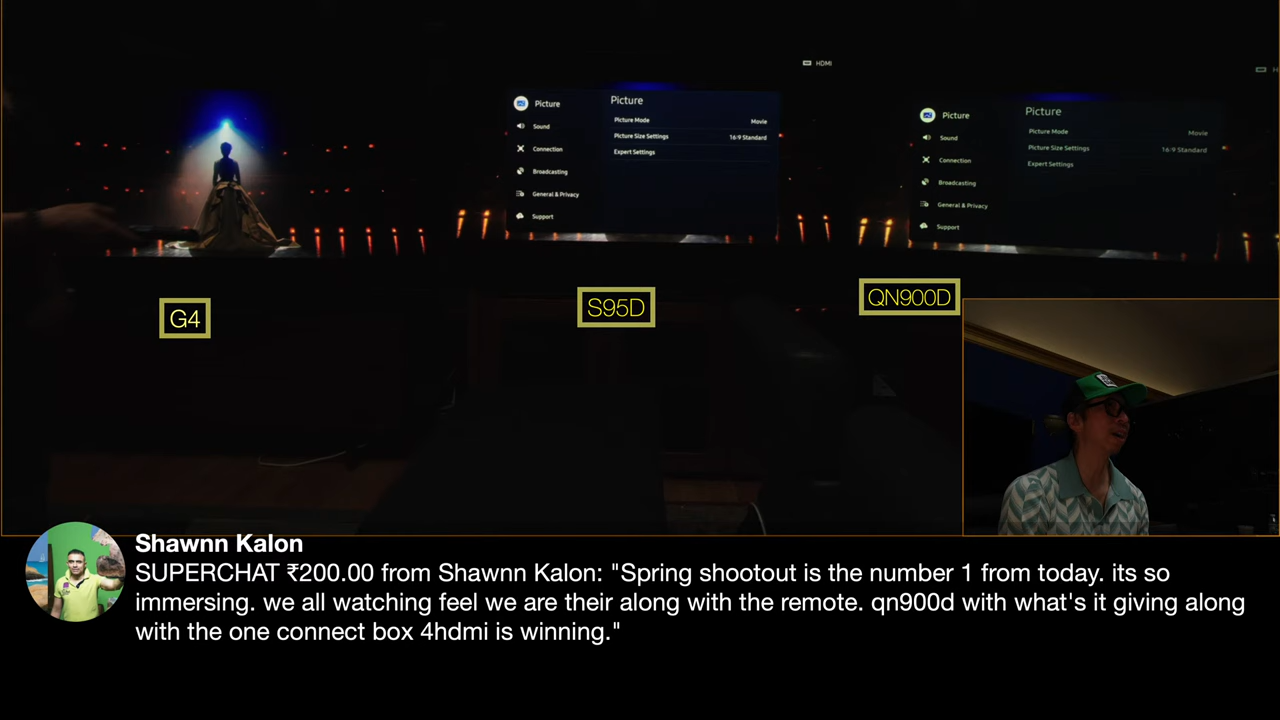 HDMI
Picture
Sound
Connection
Broadcasting
General & Privacy
Support
Picture
Picture Mode Movie
Picture Size Settings 16:9 Standard
Expert Settings
Picture
Sound
Connection
Broadcasting
General & Privacy
Support
Picture
Picture Mode Movie
Picture Size Settings 16:9 Standard
Expert Settings
G4
S95D
QN900D
Shawnn Kalon
SUPERCHAT ₹200.00 from Shawnn Kalon: "Spring shootout is the number 1 from today. its so
immersing. we all watching feel we are their along with the remote. qn900d with what's it giving along
with the one connect box 4hdmi is winning."